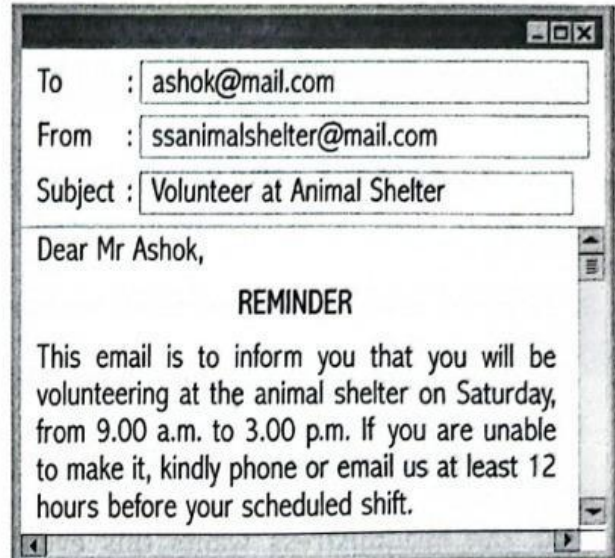 To : ashok@mail.com
From : ssanimalshelter@mail.com
Subject : Volunteer at Animal Shelter
Dear Mr Ashok,
REMINDER
This email is to inform you that you will be
volunteering at the animal shelter on Saturday,
from 9.00 a.m. to 3.00 p.m. If you are unable
to make it, kindly phone or email us at least 12
hours before your scheduled shift.